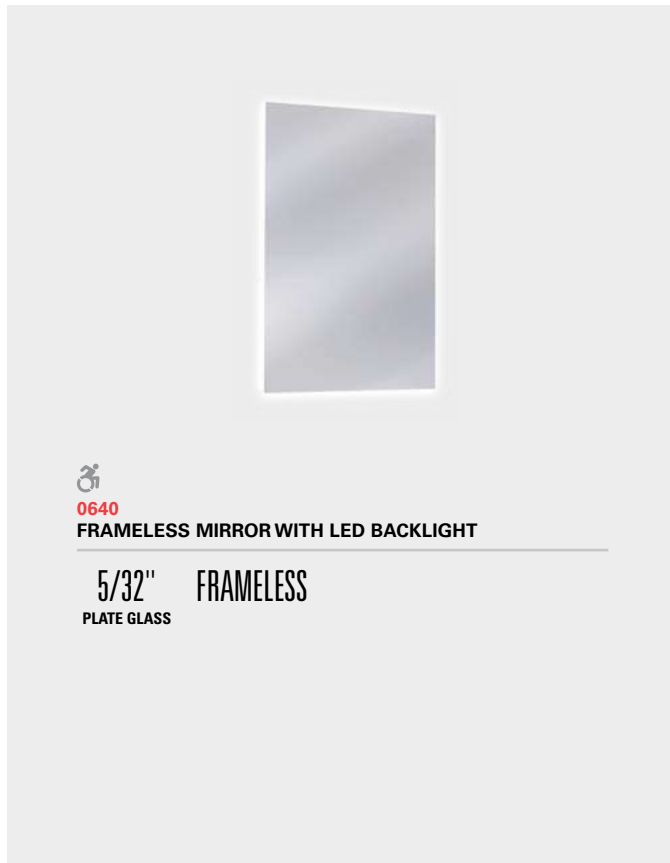 0640
FRAMELESS MIRROR WITH LED BACKLIGHT
5/32" FRAMELESS
PLATE GLASS